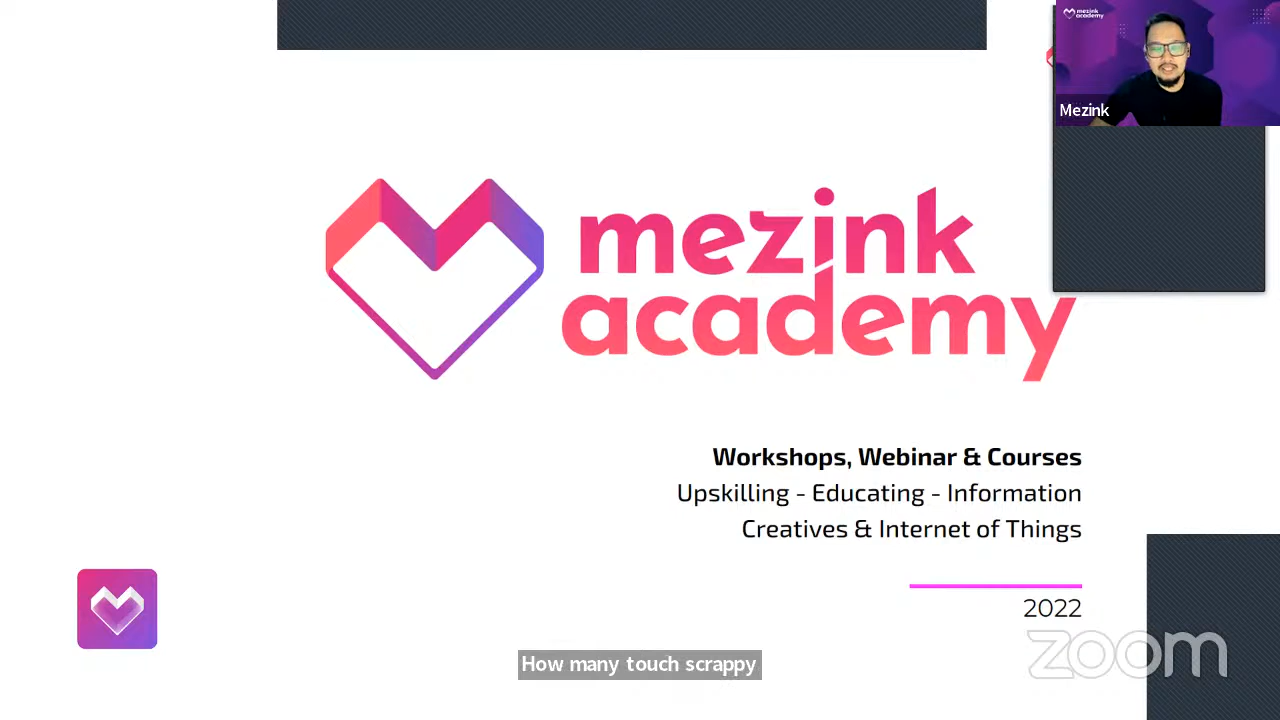 mezink
academy
Mezink
mezink
academy
Workshops, Webinar & Courses
Upskilling - Educating - Information
Creatives & Internet of Things
2022
zoom
How many touch scrappy